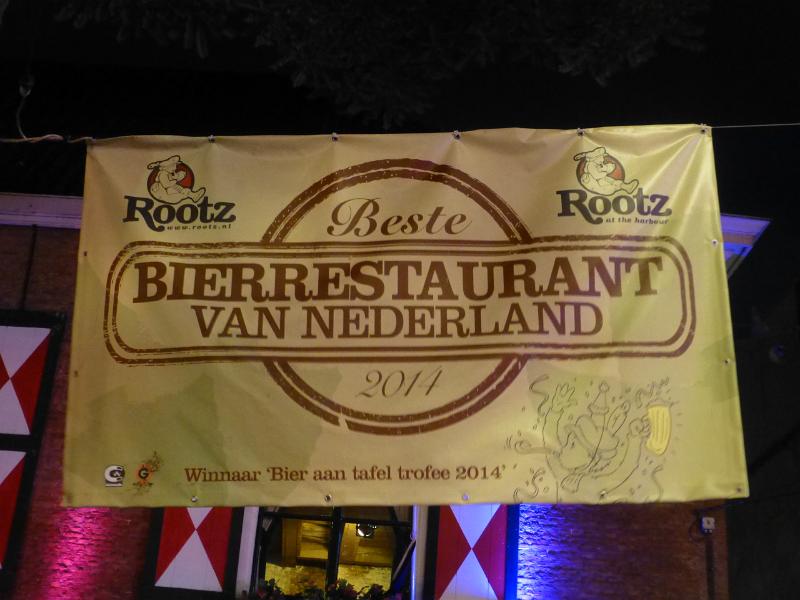 Rootz
www.rootz.nl
Rootz
at the harbour
Beste
BIERRESTAURANT
VAN NEDERLAND
2014
G
Winnaar 'Bier aan tafel trofee 2014'